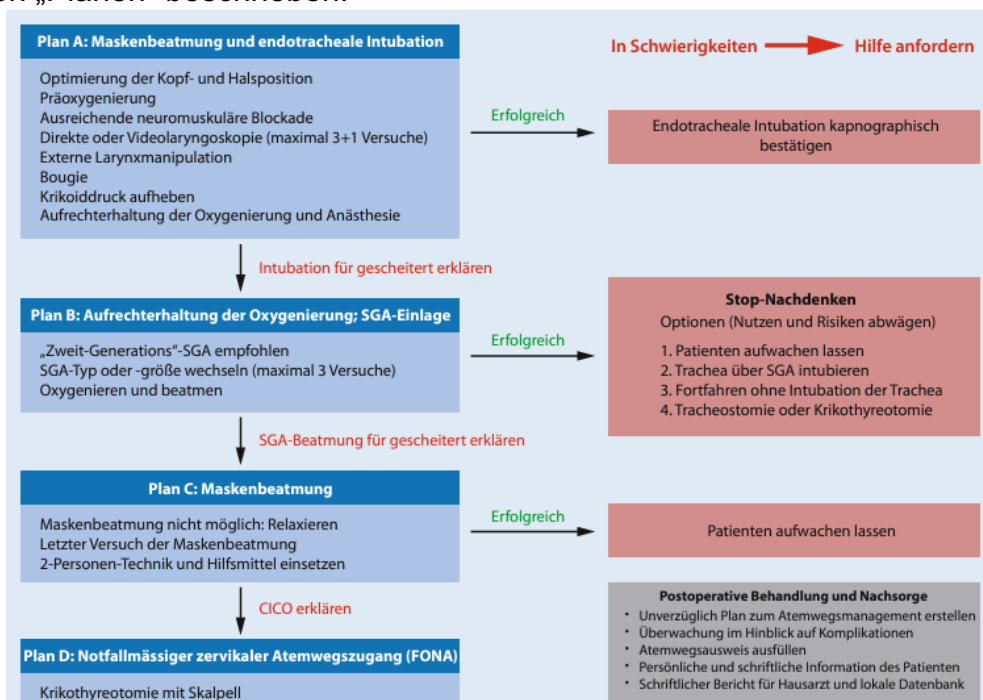 „Plänen" beschrieben.
Plan A: Maskenbeatmung und endotracheale Intubation
Optimierung der Kopf- und Halsposition
Präoxygenierung
Ausreichende neuromuskuläre Blockade
Direkte oder Videolaryngoskopie (maximal 3+1 Versuche)
Externe Larynxmanipulation
Bougie
Krikoiddruck aufheben
Aufrechterhaltung der Oxygenierung und Anästhesie
In Schwierigkeiten
Hilfe anfordern
Erfolgreich
Endotracheale Intubation kapnographisch
bestätigen
Intubation für gescheitert erklären
Plan B: Aufrechterhaltung der Oxygenierung; SGA-Einlage
„Zweit-Generations“-SGA empfohlen
SGA-Typ oder -größe wechseln (maximal 3 Versuche)
Oxygenieren und beatmen
Erfolgreich
Stop-Nachdenken
Optionen (Nutzen und Risiken abwägen)
1. Patienten aufwachen lassen
2. Trachea über SGA intubieren
3. Fortfahren ohne Intubation der Trachea
4. Tracheostomie oder Krikothyreotomie
SGA-Beatmung für gescheitert erklären
Plan C: Maskenbeatmung
Maskenbeatmung nicht möglich: Relaxieren
Letzter Versuch der Maskenbeatmung
2-Personen-Technik und Hilfsmittel einsetzen
Erfolgreich
Patienten aufwachen lassen
CICO erklären
Plan D: Notfallmässiger zervikaler Atemwegszugang (FONA)
Krikothyreotomie mit Skalpell
Postoperative Behandlung und Nachsorge
• Unverzüglich Plan zum Atemwegsmanagement erstellen
• Überwachung im Hinblick auf Komplikationen
• Atemwegsausweis ausfüllen
• Persönliche und schriftliche Information des Patienten
• Schriftlicher Bericht für Hausarzt und lokale Datenbank